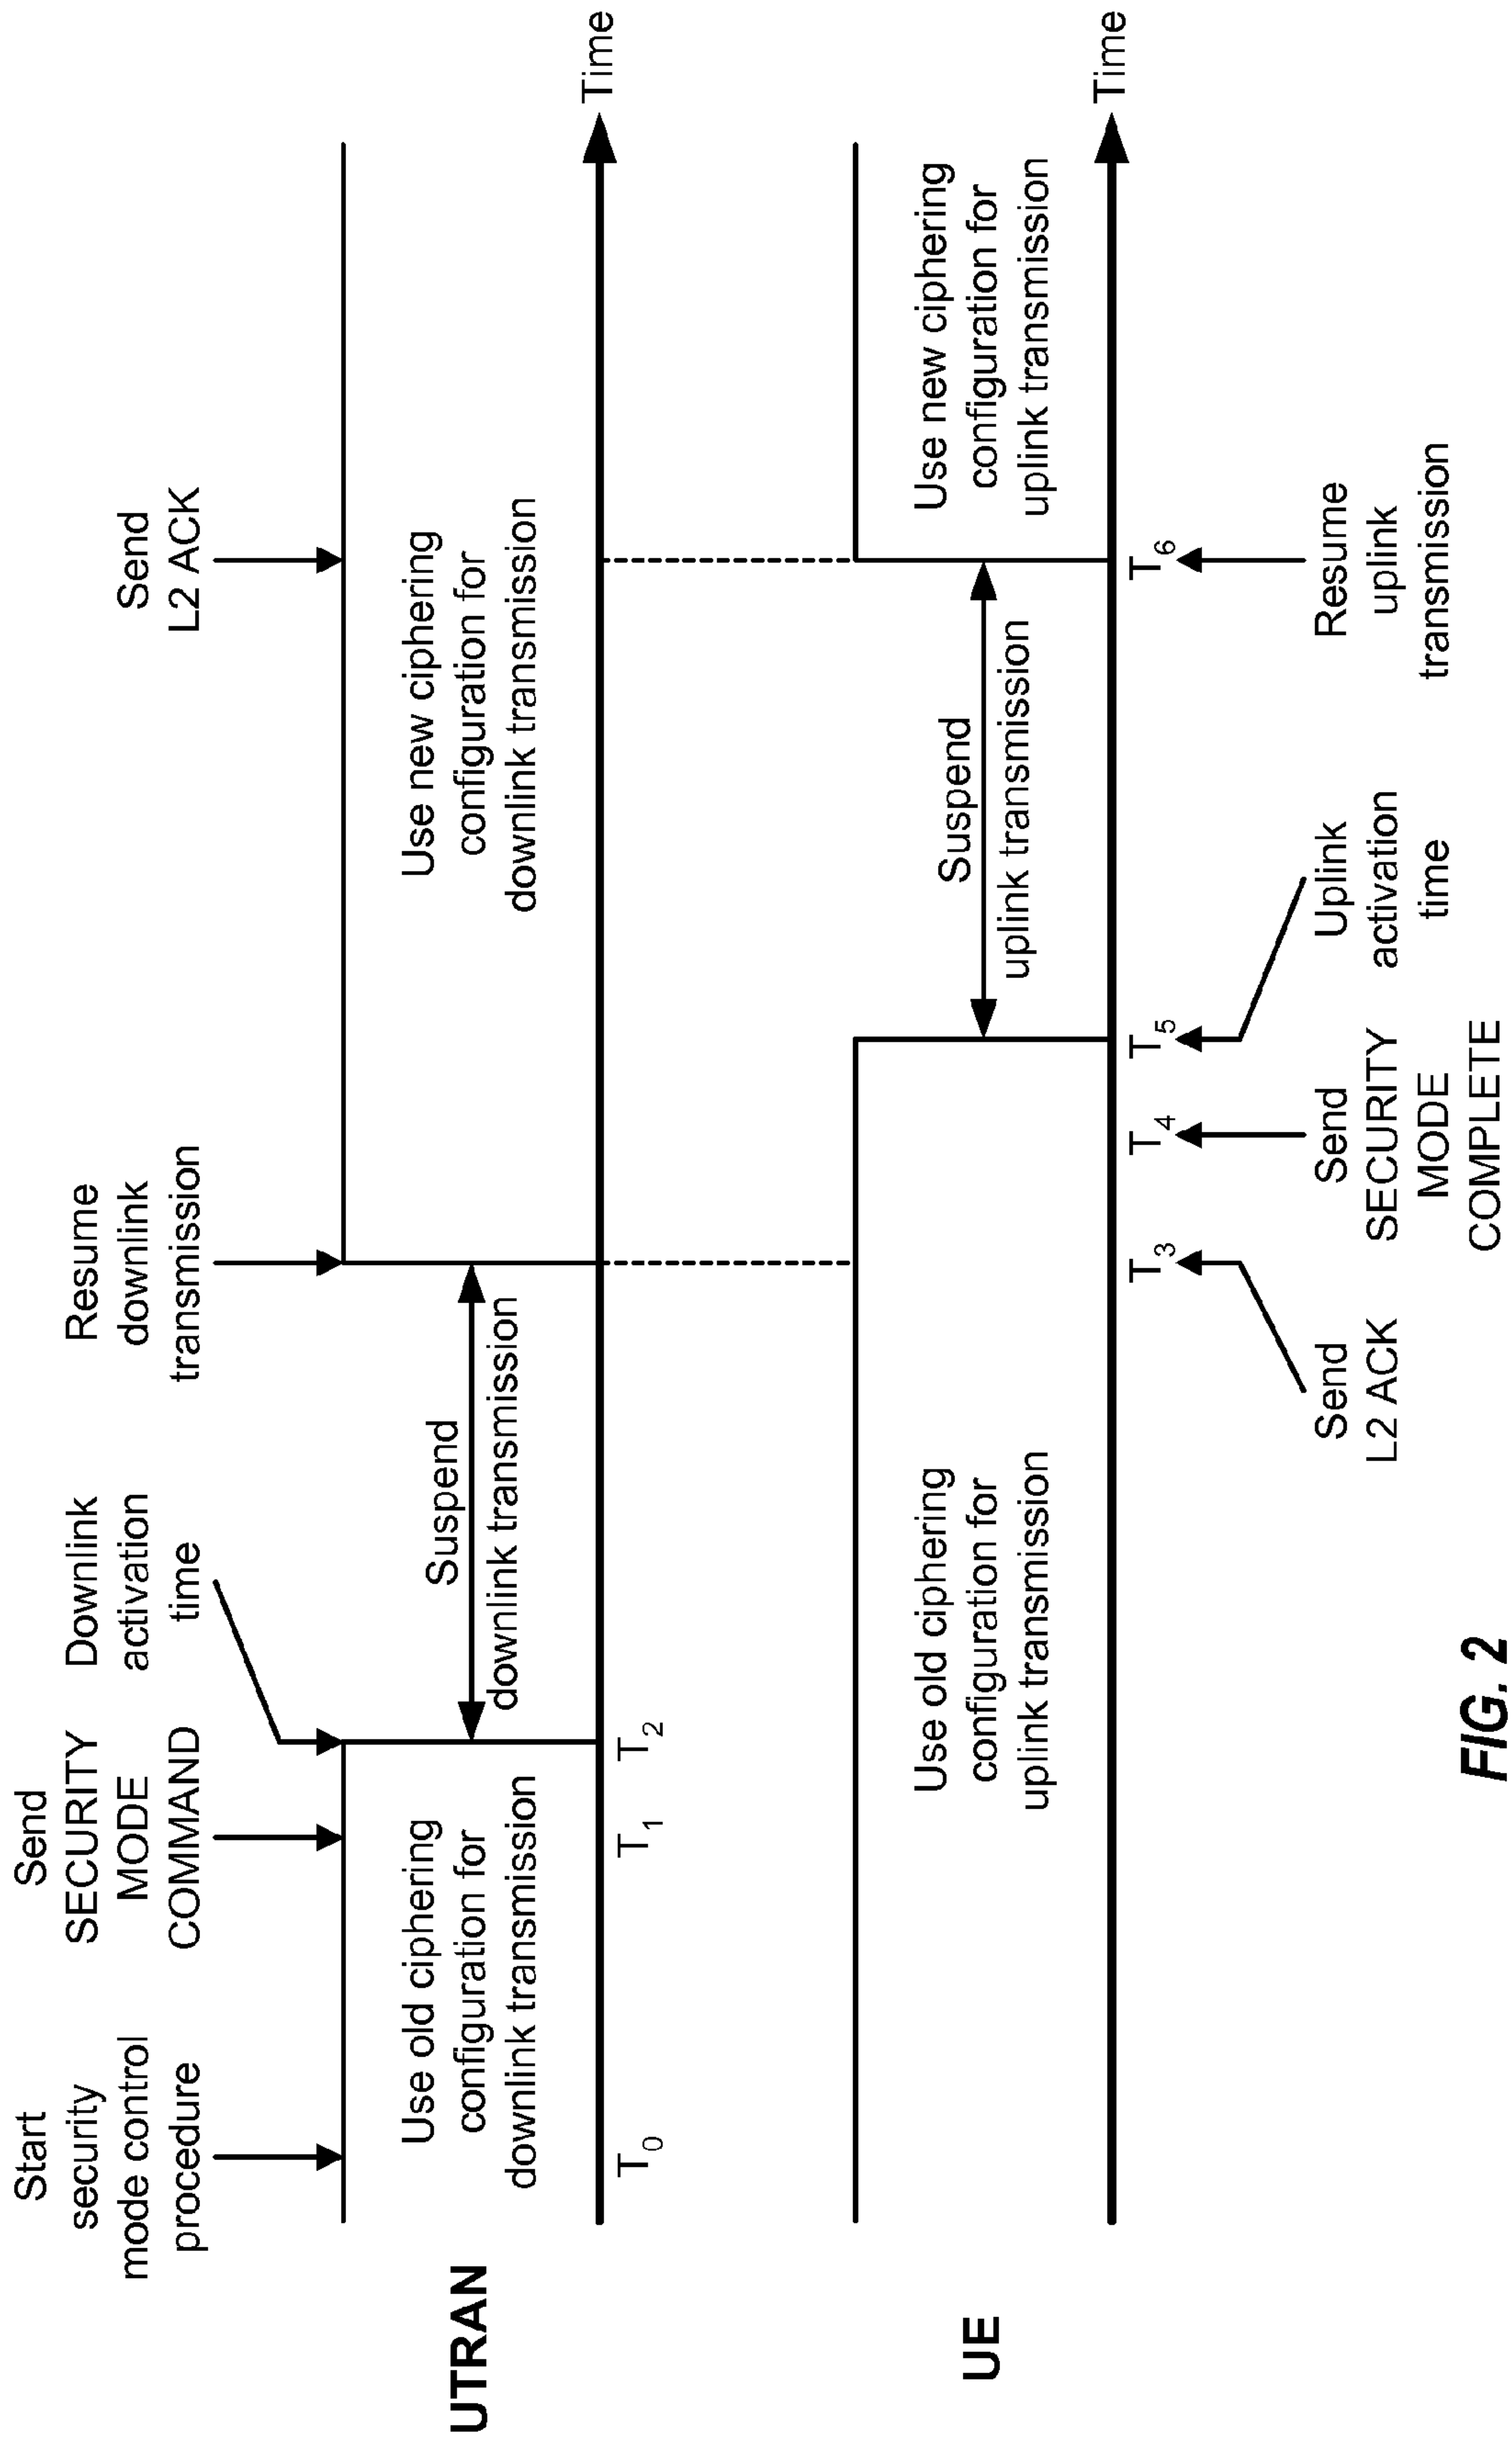 Start
security
mode control
procedure
Send
SECURITY
MODE
COMMAND
Downlink
activation
time
Resume
downlink
transmission
Send
L2 ACK
UTRAN
Use old ciphering
configuration for
downlink transmission
Suspend
downlink transmission
Use new ciphering
configuration for
downlink transmission
Time
T0
T1
T2
UE
Use old ciphering
configuration for
uplink transmission
Suspend
uplink transmission
Use new ciphering
configuration for
uplink transmission
Time
T3
T4
T5
T6
Send
L2 ACK
Send
SECURITY
MODE
COMPLETE
Uplink
activation
time
Resume
uplink
transmission
FIG. 2